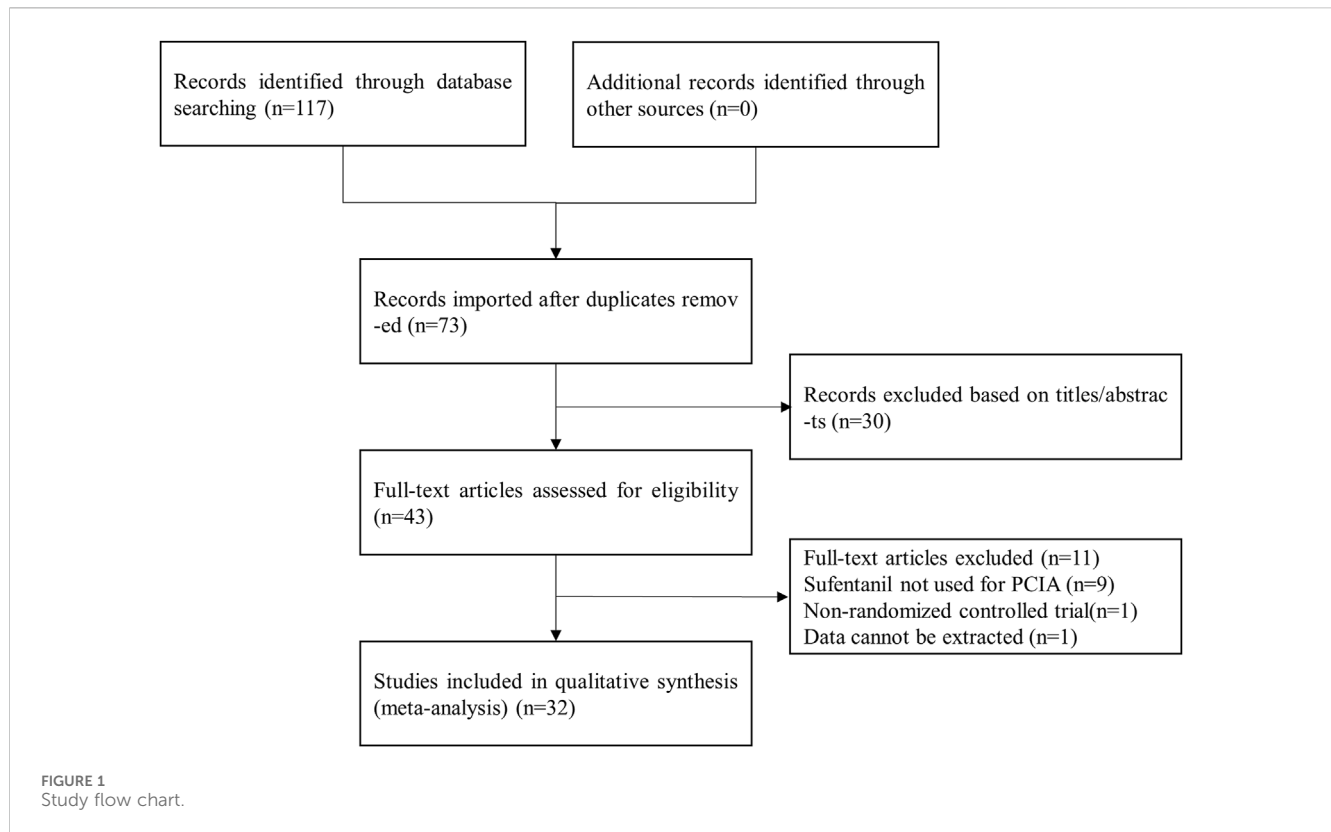 Records identified through database
searching (n=117)
Additional records identified through
other sources (n=0)
Records imported after duplicates remov
-ed (n=73)
Records excluded based on titles/abstrac
-ts (n=30)
Full-text articles assessed for eligibility
(n=43)
Full-text articles excluded (n=11)
Sufentanil not used for PCIA (n=9)
Non-randomized controlled trial(n=1)
Data cannot be extracted (n=1)
Studies included in qualitative synthesis
(meta-analysis) (n=32)
FIGURE 1
Study flow chart.